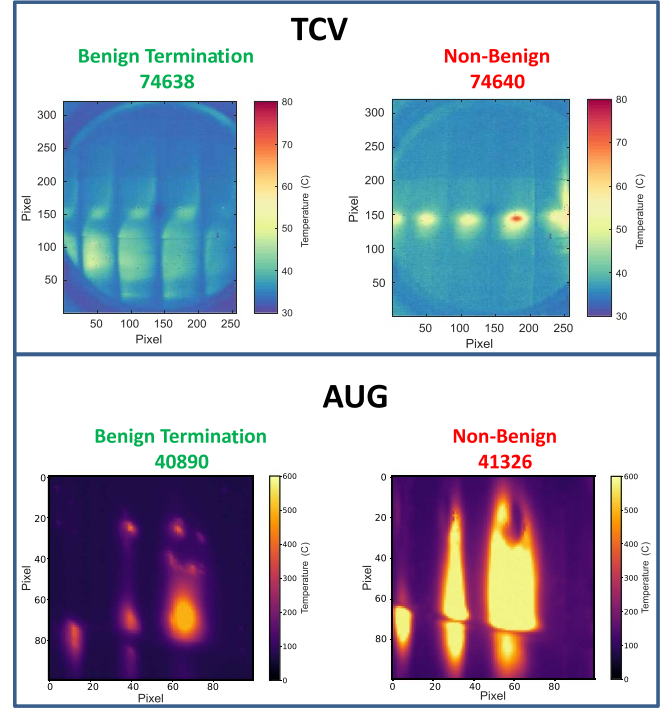 TCV
Benign Termination
74638
Non-Benign
74640
300
250
200
150
100
50
Pixel
50 100 150 200 250
Pixel
80
70
60
50
40
30
Temperature (C)
300
250
200
150
100
50
0
Pixel
0 50 100 150 200 250
Pixel
80
70
60
50
40
30
Temperature (C)
AUG
Benign Termination
40890
Non-Benign
41326
0
20
40
60
80
Pixel
0 20 40 60 80
Pixel
600
500
400
300
200
100
0
Temperature (C)
0
20
40
60
80
Pixel
0 20 40 60 80
Pixel
600
500
400
300
200
100
0
Temperature (C)